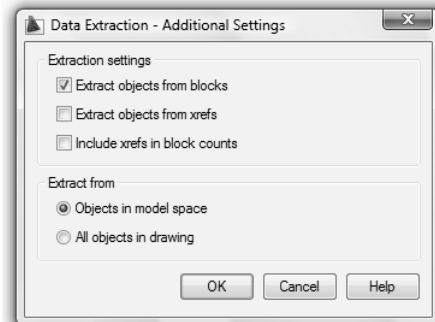 Data Extraction - Additional Settings
Extraction settings
Extract objects from blocks
Extract objects from xrefs
Include xrefs in block counts
Extract from
Objects in model space
All objects in drawing
OK Cancel Help